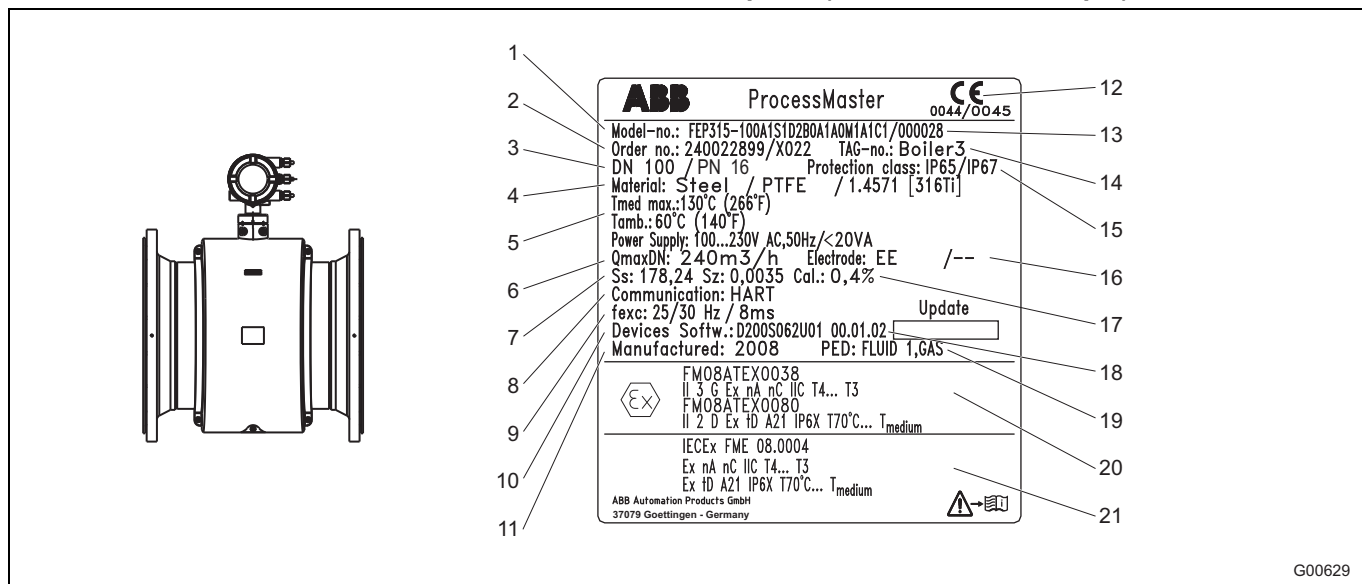 ABB ProcessMaster CE
0044/0045
Model-no.: FEP315-100A1S1D2B0A1A0M1A1C1/000028
Order no.: 240022899/X022 TAG-no.: Boiler3
DN 100 / PN 16 Protection class: IP65/IP67
Material: Steel / PTFE / 1.4571 [316Ti]
Tmed max.:130°C (266°F)
Tamb.: 60°C (140°F)
Power Supply: 100...230V AC,50Hz/<20VA
QmaxDN: 240m3/h Electrode: EE /--
Ss: 178,24 Sz: 0,0035 Cal.: 0,4%
Communication: HART
fexc: 25/30 Hz / 8ms Update
Devices Softw.: D200S062U01 00.01.02
Manufactured: 2008 PED: FLUID 1,GAS
Ex
FM08ATEX0038
II 3 G Ex nA nC IIC T4... T3
FM08ATEX0080
II 2 D Ex tD A21 IP6X T70°C... Tmedium
IECEx FME 08.0004
Ex nA nC IIC T4... T3
Ex tD A21 IP6X T70°C... Tmedium
ABB Automation Products GmbH
37079 Goettingen - Germany
1
2
3
4
5
6
7
8
9
10
11
12
13
14
15
16
17
18
19
20
21
G00629